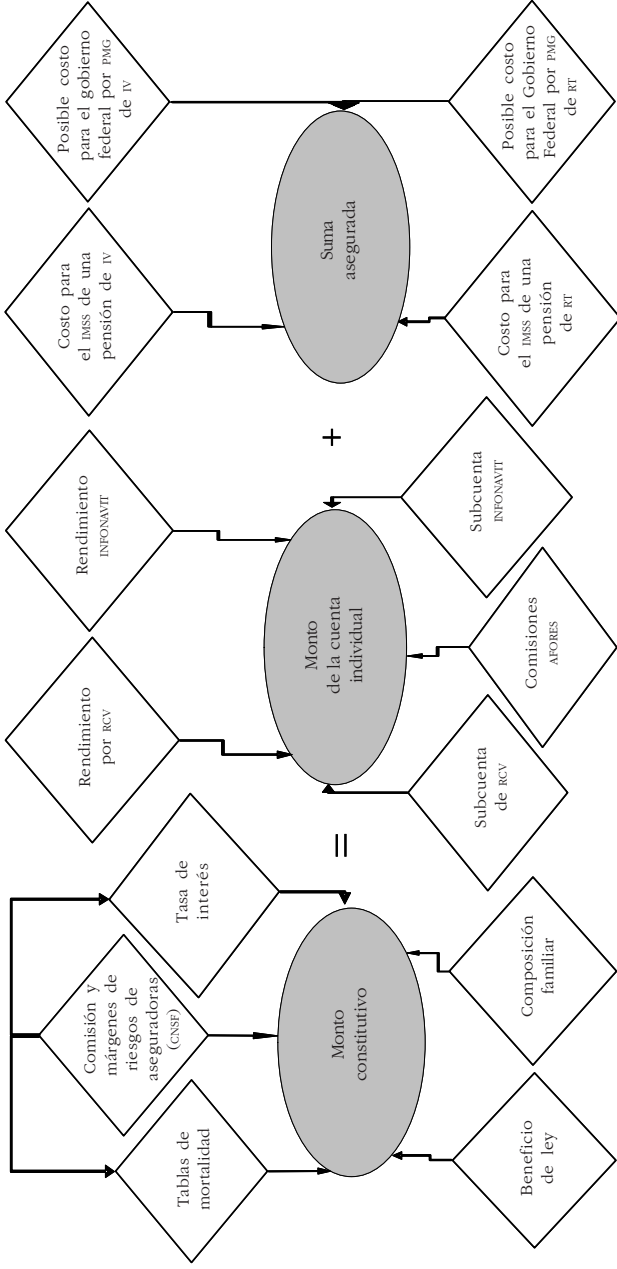 Tablas de
mortalidad
Comisión y
márgenes de
riesgos de
aseguradoras
(CNSF)
Tasa de
interés
Monto
constitutivo
Beneficio
de ley
Composición
familiar
=
Rendimiento
por RCV
Rendimiento
INFONAVIT
Monto
de la cuenta
individual
Subcuenta
de RCV
Comisiones
AFORES
Subcuenta
INFONAVIT
+
Costo para
el IMSS de una
pensión de IV
Posible costo
para el gobierno
federal por PMG
de IV
Suma
asegurada
Costo para
el IMSS de una
pensión
de RT
Posible costo
para el Gobierno
Federal por PMG
de RT